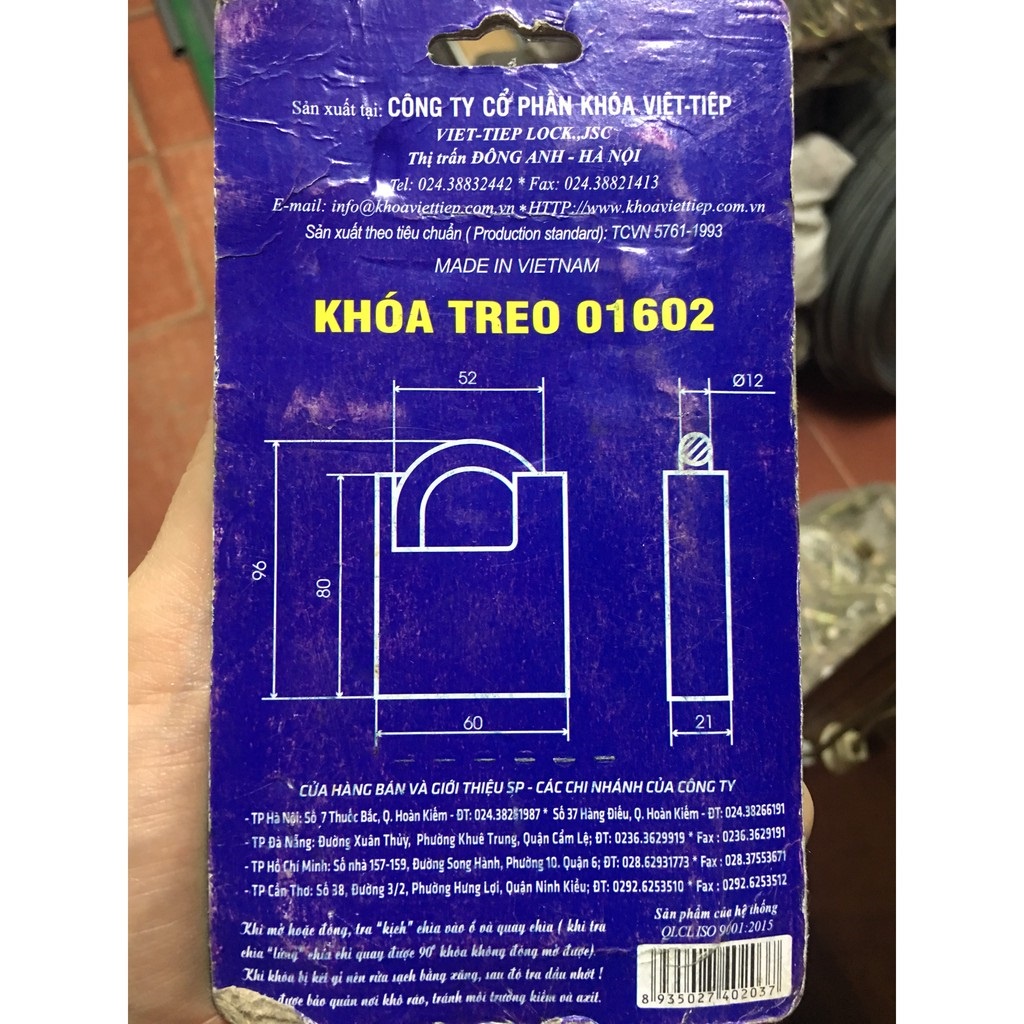 Sản xuất tại: CÔNG TY CỔ PHẦN KHÓA VIỆT-TIỆP
VIET-TIEP LOCK.,JSC
Thị trấn ĐÔNG ANH - HÀ NỘI
Tel: 024.38832442 * Fax: 024.38821413
E-mail: info@khoaviettiep.com.vn * HTTP://www.khoaviettiep.com.vn
Sản xuất theo tiêu chuẩn ( Production standard): TCVN 5761-1993
MADE IN VIETNAM
KHÓA TREO 01602
52
Ø12
96
80
60
21
CỬA HÀNG BÁN VÀ GIỚI THIỆU SP - CÁC CHI NHÁNH CỦA CÔNG TY
- TP Hà Nội: Số 7 Thuốc Bắc, Q. Hoàn Kiếm - ĐT: 024.38281987 * Số 37 Hàng Điếu, Q. Hoàn Kiếm - ĐT: 024.38266191
- TP Đà Nẵng: Đường Xuân Thủy, Phường Khuê Trung, Quận Cẩm Lệ; ĐT: 0236.3629919 * Fax : 0236.3629191
- TP Hồ Chí Minh: Số nhà 157-159, Đường Song Hành, Phường 10. Quận 6; ĐT: 028.62931773 * Fax : 028.37553671
- TP Cần Thơ: Số 38, Đường 3/2, Phường Hưng Lợi, Quận Ninh Kiều; ĐT: 0292.6253510 * Fax : 0292.6253512
Khi mở hoặc đóng, tra "kịch" chìa vào ổ và quay chìa ( khi tra
chìa "lửng" chìa chỉ quay được 90° khóa không đóng mở được).
Khi khóa bị kẹt gỉ nên rửa sạch bằng xăng, sau đó tra dầu nhớt !
được bảo quản nơi khô ráo, tránh môi trường kiềm và axit.
Sản phẩm của hệ thống
QLCL ISO 9001:2015
8 935027 402037